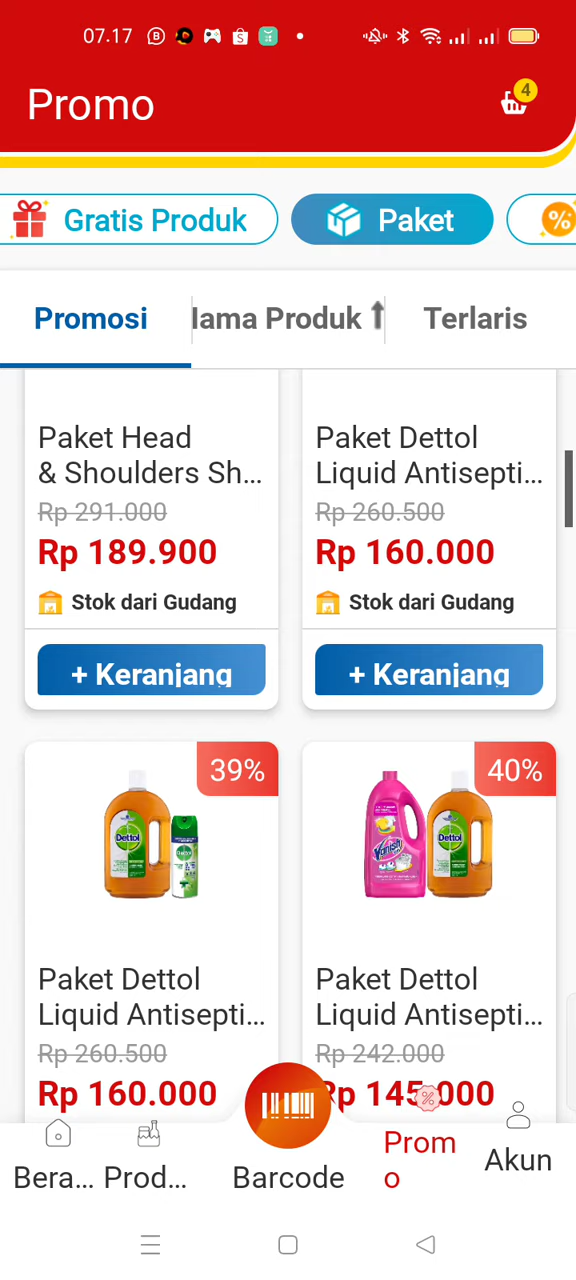 07.17
Promo
4
Gratis Produk
Paket
%
Promosi
lama Produk
Terlaris
Paket Head
& Shoulders Sh...
Rp 291.000
Rp 189.900
Stok dari Gudang
+ Keranjang
Paket Dettol
Liquid Antisepti...
Rp 260.500
Rp 160.000
Stok dari Gudang
+ Keranjang
39%
Dettol
Paket Dettol
Liquid Antisepti...
Rp 260.500
Rp 160.000
40%
Vanish
Dettol
Paket Dettol
Liquid Antisepti...
Rp 242.000
Rp 145.000
Bera...
Prod...
Barcode
%
Prom
o
Akun